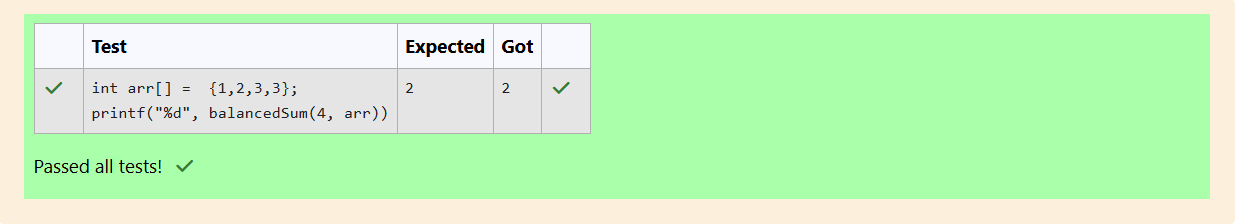 Test Expected Got
int arr[] =  {1,2,3,3}; 2 2
printf("%d", balancedSum(4, arr))
Passed all tests!